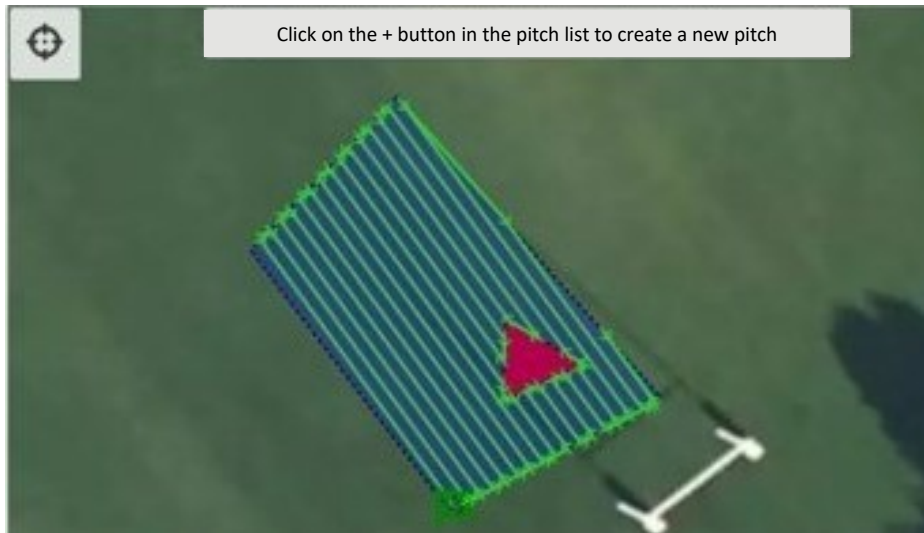 Click on the + button in the pitch list to create a new pitch